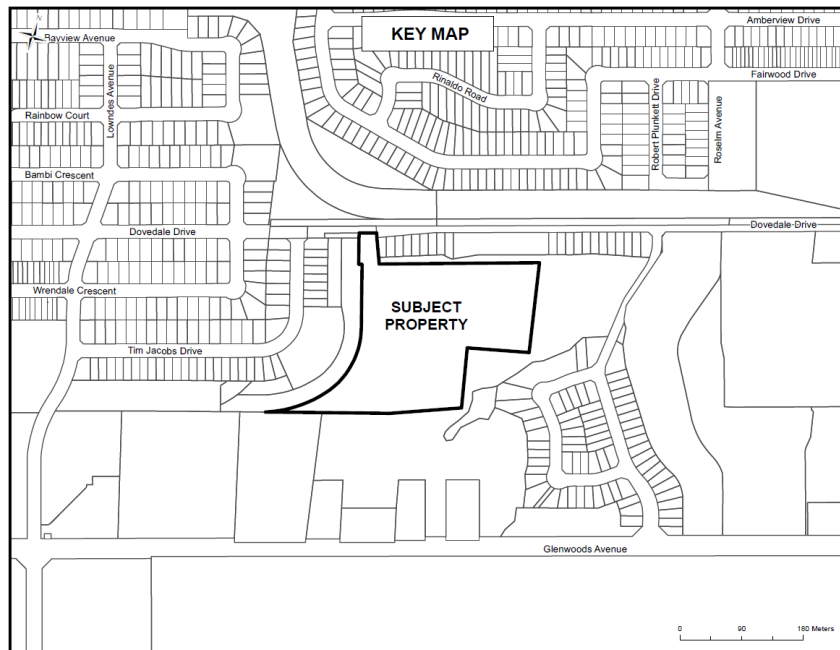 KEY MAP
Amberview Drive
N
Bayview Avenue
Fairwood Drive
Rinaldo Road
Lowndes Avenue
Rainbow Court
Robert Plunkett Drive
Roselm Avenue
Bambi Crescent
Dovedale Drive
Dovedale Drive
Wrendale Crescent
SUBJECT
PROPERTY
Tim Jacobs Drive
Glenwoods Avenue
0 90 180 Meters